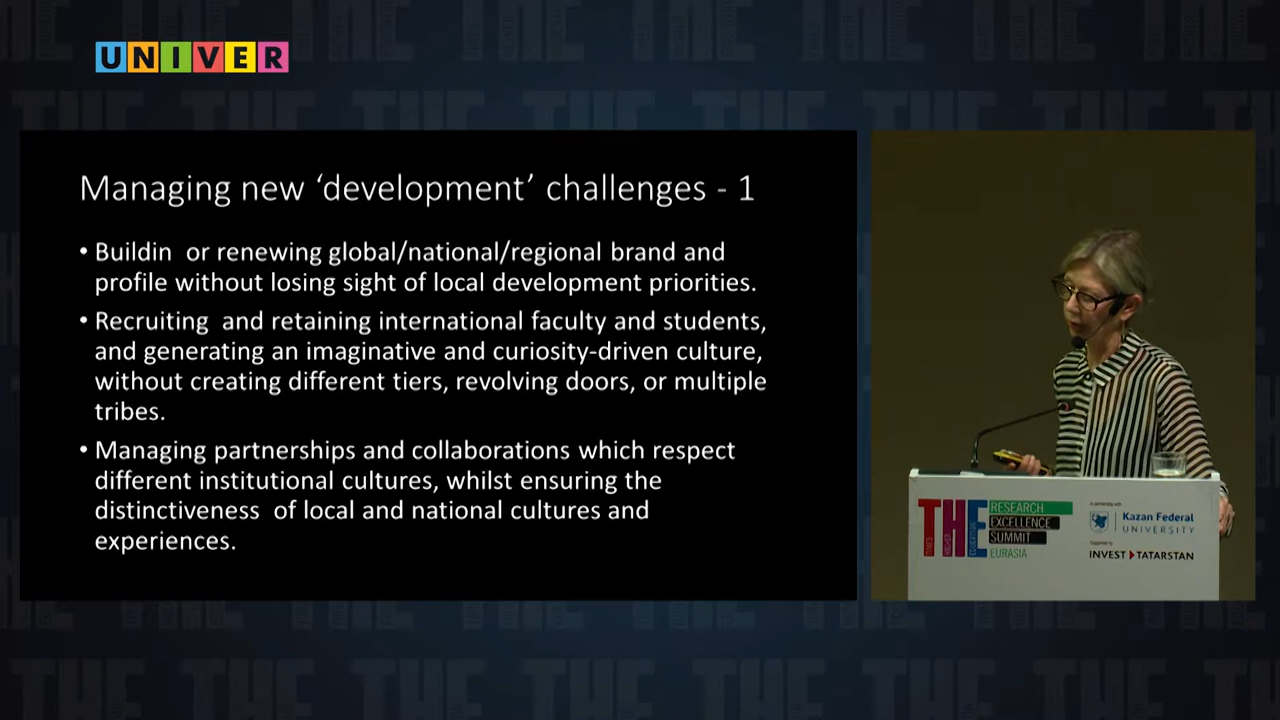 UNIVER
Managing new ‘development’ challenges - 1
• Buildin or renewing global/national/regional brand and
profile without losing sight of local development priorities.
• Recruiting and retaining international faculty and students,
and generating an imaginative and curiosity-driven culture,
without creating different tiers, revolving doors, or multiple
tribes.
• Managing partnerships and collaborations which respect
different institutional cultures, whilst ensuring the
distinctiveness of local and national cultures and
experiences.
THE
TIMES
HIGHER
EDUCATION
RESEARCH
EXCELLENCE
SUMMIT
EURASIA
in partnership with
Kazan Federal
UNIVERSITY
Supported by
INVEST TATARSTAN